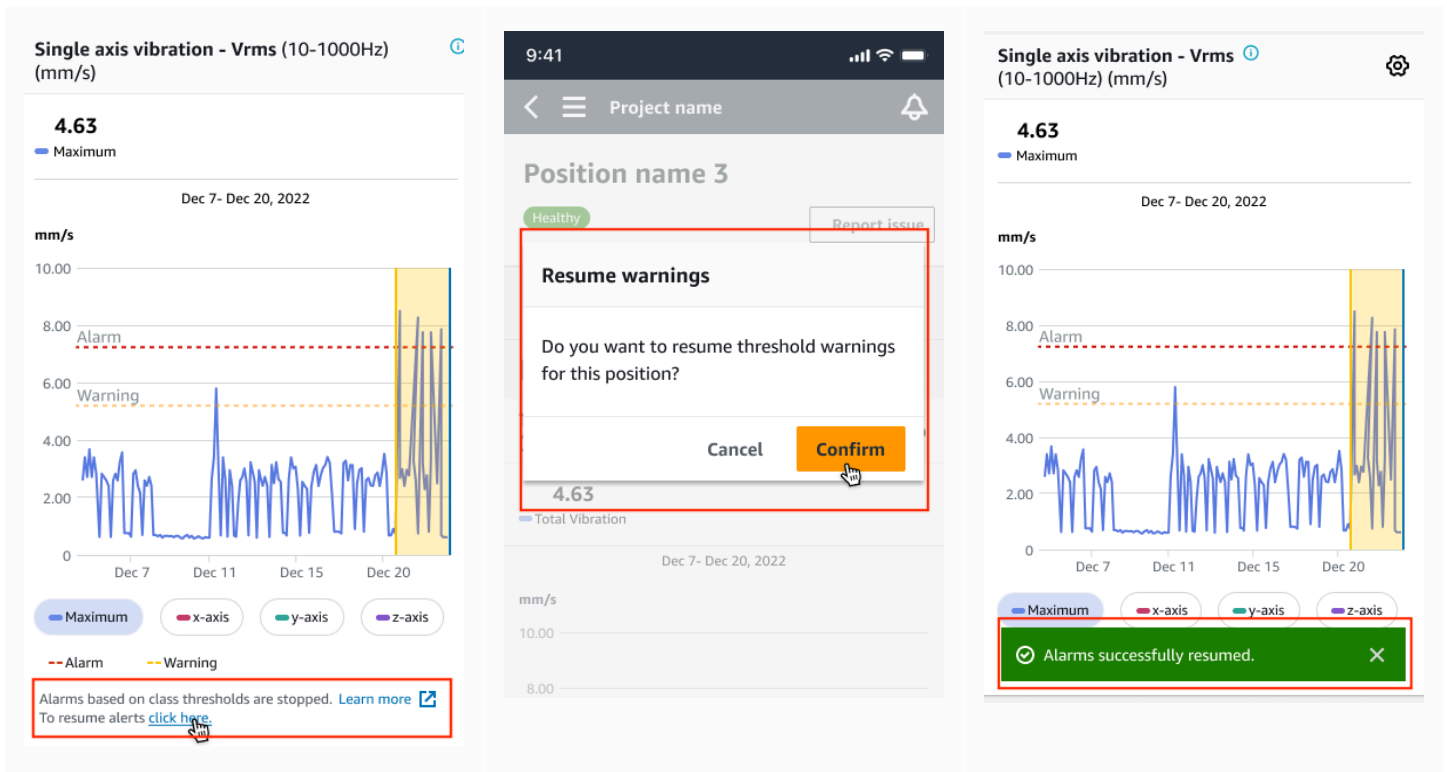 Single axis vibration - Vrms (10-1000Hz)
(mm/s)
4.63
Maximum
Dec 7- Dec 20, 2022
mm/s
10.00
8.00
Alarm
6.00
Warning
4.00
2.00
0
Dec 7 Dec 11 Dec 15 Dec 20
Maximum x-axis y-axis z-axis
Alarm Warning
Alarms based on class thresholds are stopped. Learn more
To resume alerts click here.
9:41
Project name
Position name 3
Healthy
Report issue
Resume warnings
Do you want to resume threshold warnings
for this position?
Cancel Confirm
4.63
Total Vibration
Dec 7- Dec 20, 2022
mm/s
10.00
8.00
Single axis vibration - Vrms
(10-1000Hz) (mm/s)
4.63
Maximum
Dec 7- Dec 20, 2022
mm/s
10.00
8.00
Alarm
6.00
Warning
4.00
2.00
0
Dec 7 Dec 11 Dec 15 Dec 20
Maximum x-axis y-axis z-axis
Alarms successfully resumed.